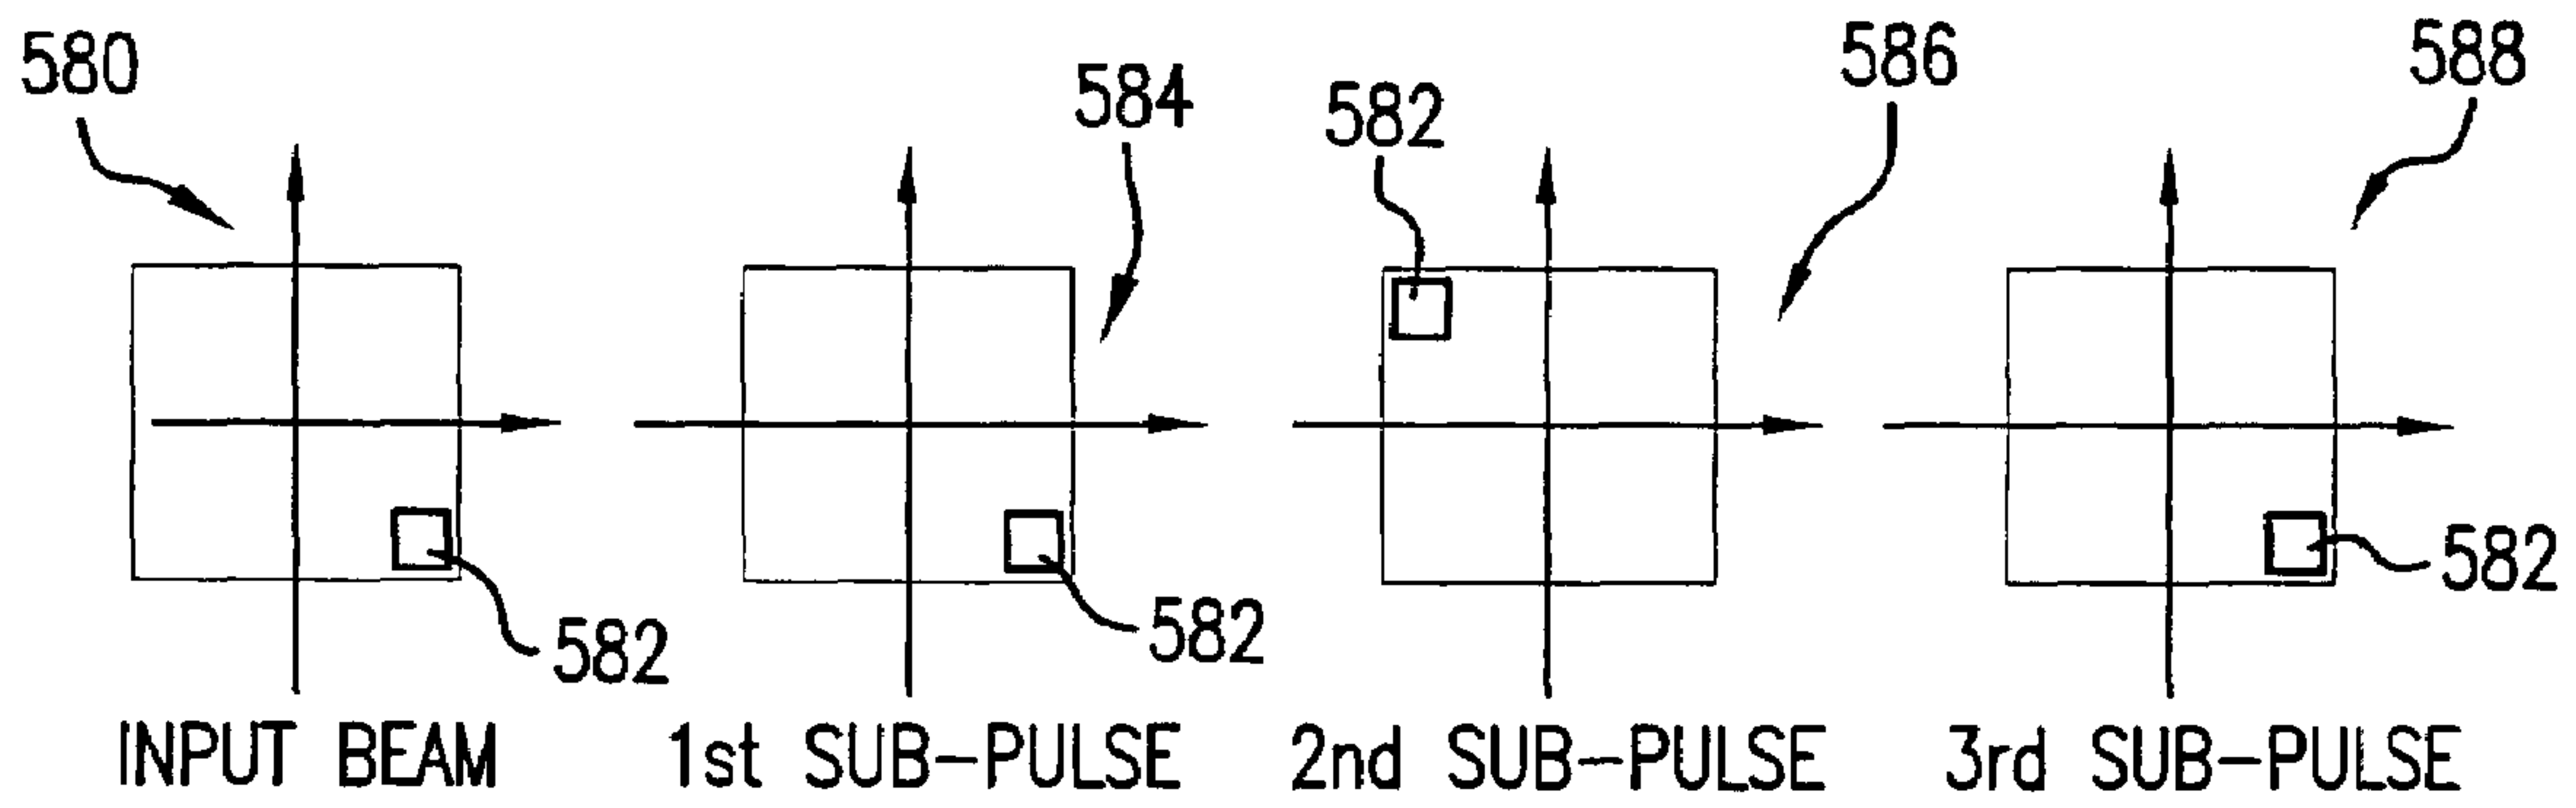 580
584
582
586
588
582
582
582
INPUT BEAM
1st SUB-PULSE
2nd SUB-PULSE
3rd SUB-PULSE